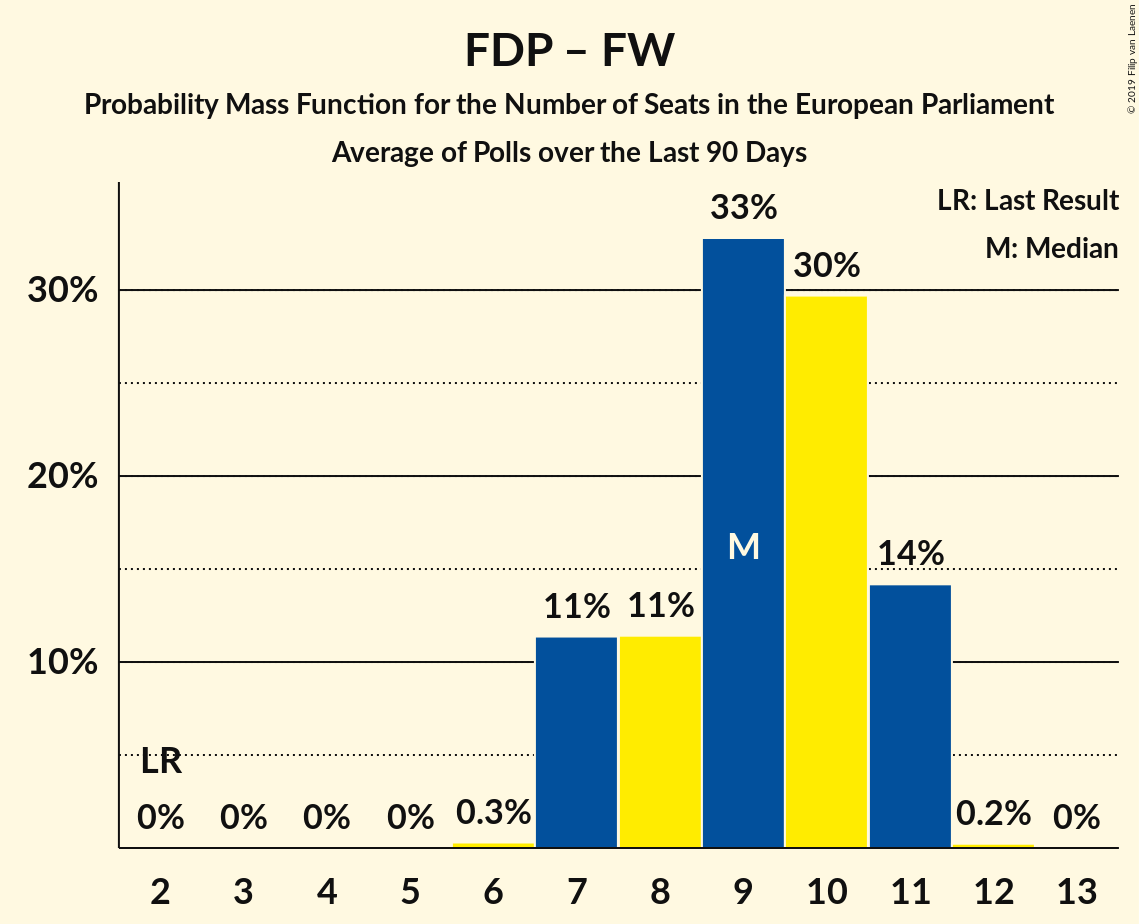 FDP – FW
Probability Mass Function for the Number of Seats in the European Parliament
Average of Polls over the Last 90 Days
© 2019 Filip van Laenen
LR: Last Result
M: Median
33%
30%
30%
20%
M
14%
11% 11%
10%
LR
0% 0% 0% 0% 0.3% 0.2% 0%
2 3 4 5 6 7 8 9 10 11 12 13